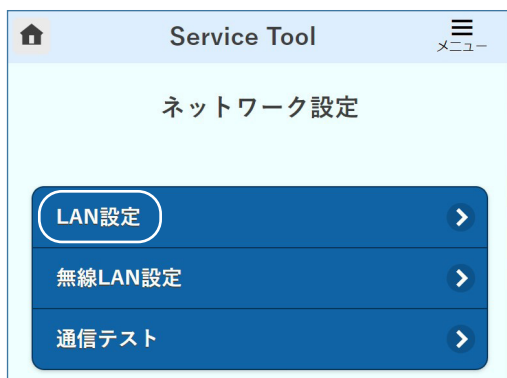 Service Tool
メニュー
ネットワーク設定
LAN設定
無線LAN設定
通信テスト